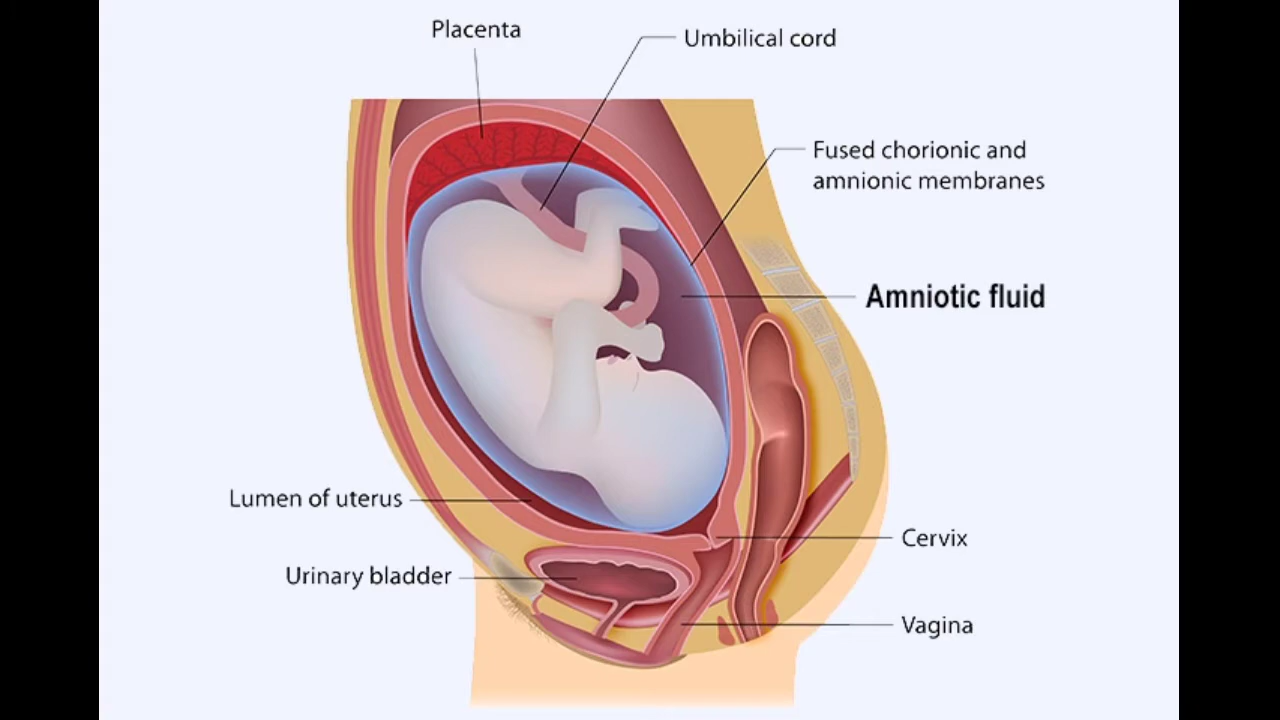 Placenta
Umbilical cord
Fused chorionic and
amnionic membranes
Amniotic fluid
Lumen of uterus
Cervix
Urinary bladder
Vagina